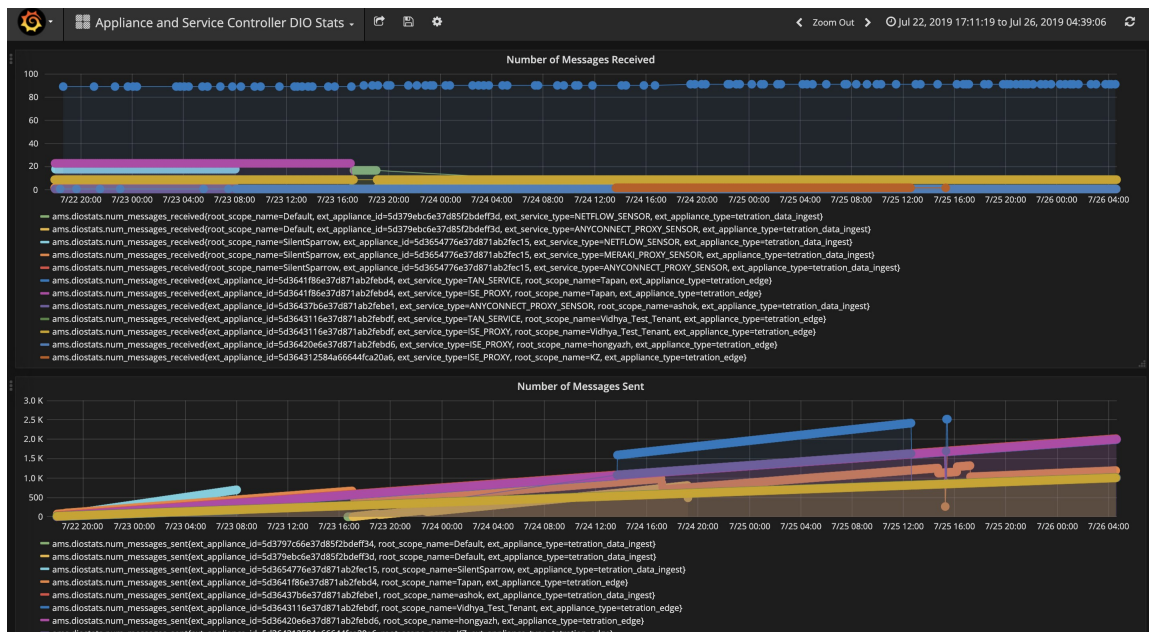 Appliance and Service Controller DIO Stats
Zoom Out
Jul 22, 2019 17:11:19 to Jul 26, 2019 04:39:06
Number of Messages Received
100
80
60
40
20
0
7/22 20:00 7/23 00:00 7/23 04:00 7/23 08:00 7/23 12:00 7/23 16:00 7/23 20:00 7/24 00:00 7/24 04:00 7/24 08:00 7/24 12:00 7/24 16:00 7/24 20:00 7/25 00:00 7/25 04:00 7/25 08:00 7/25 12:00 7/25 16:00 7/25 20:00 7/26 00:00 7/26 04:00
ams.diostats.num_messages_received{root_scope_name=Default, ext_appliance_id=5d379ebc6e37d85f2bdeff3d, ext_service_type=NETFLOW_SENSOR, ext_appliance_type=tetration_data_ingest}
ams.diostats.num_messages_received{root_scope_name=Default, ext_appliance_id=5d379ebc6e37d85f2bdeff3d, ext_service_type=ANYCONNECT_PROXY_SENSOR, ext_appliance_type=tetration_data_ingest}
ams.diostats.num_messages_received{root_scope_name=SilentSparrow, ext_appliance_id=5d3654776e37d871ab2fec15, ext_service_type=NETFLOW_SENSOR, ext_appliance_type=tetration_data_ingest}
ams.diostats.num_messages_received{root_scope_name=SilentSparrow, ext_appliance_id=5d3654776e37d871ab2fec15, ext_service_type=MERAKI_PROXY_SENSOR, ext_appliance_type=tetration_data_ingest}
ams.diostats.num_messages_received{root_scope_name=SilentSparrow, ext_appliance_id=5d3654776e37d871ab2fec15, ext_service_type=ANYCONNECT_PROXY_SENSOR, ext_appliance_type=tetration_data_ingest}
ams.diostats.num_messages_received{ext_appliance_id=5d3641f86e37d871ab2febd4, ext_service_type=TAN_SERVICE, root_scope_name=Tapan, ext_appliance_type=tetration_edge}
ams.diostats.num_messages_received{ext_appliance_id=5d3641f86e37d871ab2febd4, ext_service_type=ISE_PROXY, root_scope_name=Tapan, ext_appliance_type=tetration_edge}
ams.diostats.num_messages_received{ext_appliance_id=5d36437b6e37d871ab2febe1, ext_service_type=ANYCONNECT_PROXY_SENSOR, root_scope_name=ashok, ext_appliance_type=tetration_data_ingest}
ams.diostats.num_messages_received{ext_appliance_id=5d3643116e37d871ab2febdf, ext_service_type=TAN_SERVICE, root_scope_name=Vidhya_Test_Tenant, ext_appliance_type=tetration_edge}
ams.diostats.num_messages_received{ext_appliance_id=5d3643116e37d871ab2febdf, ext_service_type=ISE_PROXY, root_scope_name=Vidhya_Test_Tenant, ext_appliance_type=tetration_edge}
ams.diostats.num_messages_received{ext_appliance_id=5d36420e6e37d871ab2febd6, ext_service_type=ISE_PROXY, root_scope_name=hongyazh, ext_appliance_type=tetration_edge}
ams.diostats.num_messages_received{ext_appliance_id=5d364312584a66644fca20a6, ext_service_type=ISE_PROXY, root_scope_name=KZ, ext_appliance_type=tetration_edge}
Number of Messages Sent
3.0 K
2.5 K
2.0 K
1.5 K
1.0 K
500
0
7/22 20:00 7/23 00:00 7/23 04:00 7/23 08:00 7/23 12:00 7/23 16:00 7/23 20:00 7/24 00:00 7/24 04:00 7/24 08:00 7/24 12:00 7/24 16:00 7/24 20:00 7/25 00:00 7/25 04:00 7/25 08:00 7/25 12:00 7/25 16:00 7/25 20:00 7/26 00:00 7/26 04:00
ams.diostats.num_messages_sent{ext_appliance_id=5d3797c66e37d85f2bdeff34, root_scope_name=Default, ext_appliance_type=tetration_data_ingest}
ams.diostats.num_messages_sent{ext_appliance_id=5d379ebc6e37d85f2bdeff3d, root_scope_name=Default, ext_appliance_type=tetration_data_ingest}
ams.diostats.num_messages_sent{ext_appliance_id=5d3654776e37d871ab2fec15, root_scope_name=SilentSparrow, ext_appliance_type=tetration_data_ingest}
ams.diostats.num_messages_sent{ext_appliance_id=5d3641f86e37d871ab2febd4, root_scope_name=Tapan, ext_appliance_type=tetration_edge}
ams.diostats.num_messages_sent{ext_appliance_id=5d36437b6e37d871ab2febe1, root_scope_name=ashok, ext_appliance_type=tetration_data_ingest}
ams.diostats.num_messages_sent{ext_appliance_id=5d3643116e37d871ab2febdf, root_scope_name=Vidhya_Test_Tenant, ext_appliance_type=tetration_edge}
ams.diostats.num_messages_sent{ext_appliance_id=5d36420e6e37d871ab2febd6, root_scope_name=hongyazh, ext_appliance_type=tetration_edge}